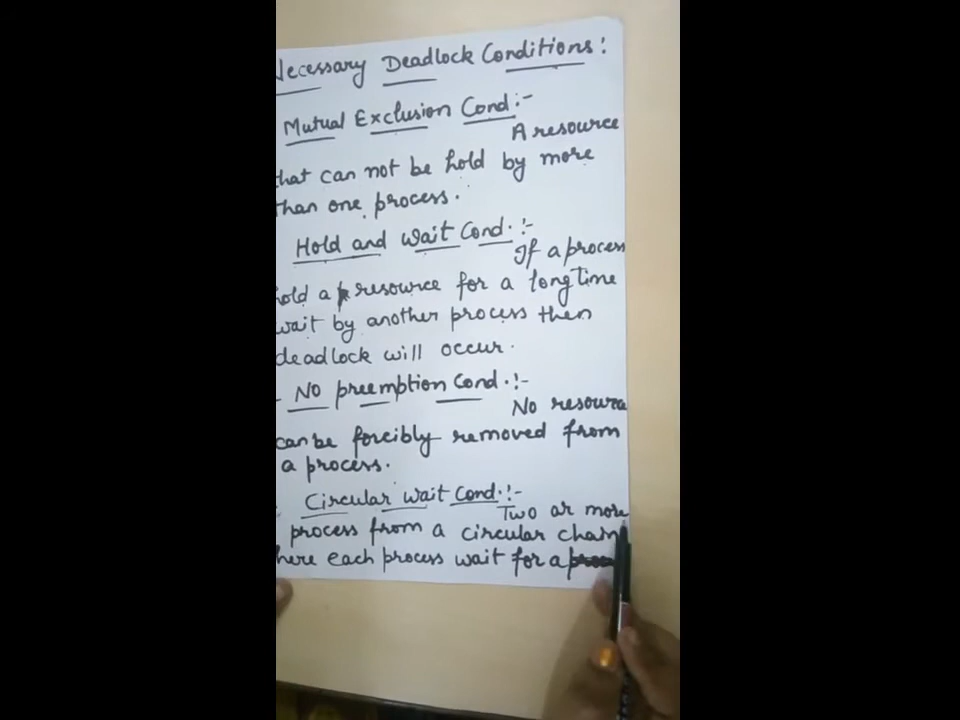 Necessary Deadlock Conditions:
Mutual Exclusion Cond:-
A resource
that can not be hold by more
than one process.
Hold and wait Cond.:-
If a process
hold a resource for a long time
wait by another process then
deadlock will occur.
No preemption Cond.:-
No resource
can be forcibly removed from
a process.
Circular wait Cond.:-
Two or more
process from a circular chain
here each process wait for a